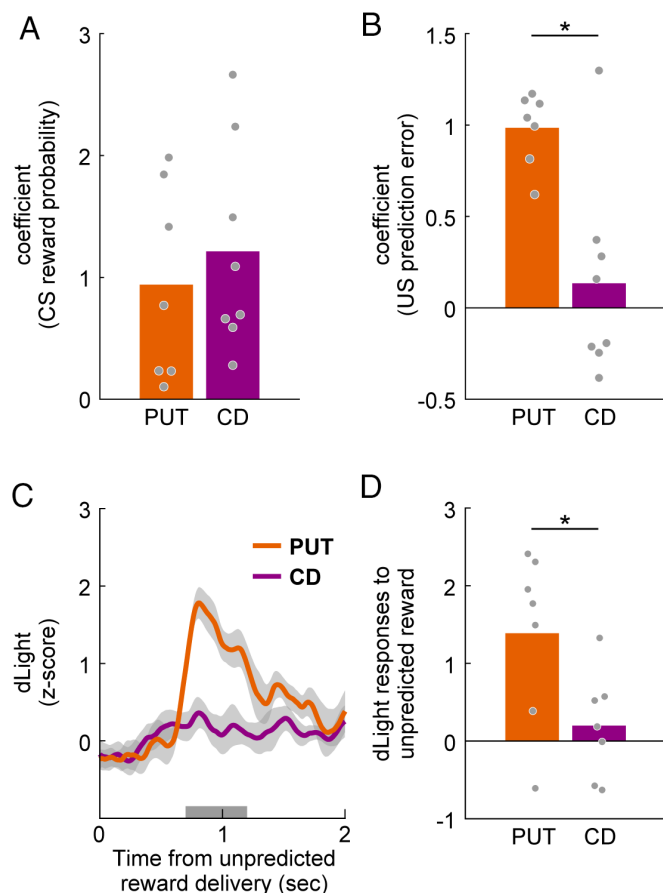 A
3
2
1
0
coefficient
(CS reward probability)
PUT
CD
B
1.5
1
0.5
0
-0.5
coefficient
(US prediction error)
*
PUT
CD
C
3
2
1
0
dLight
(z-score)
PUT
CD
0
1
2
Time from unpredicted
reward delivery (sec)
D
3
2
1
0
-1
dLight responses to
unpredicted reward
*
PUT
CD